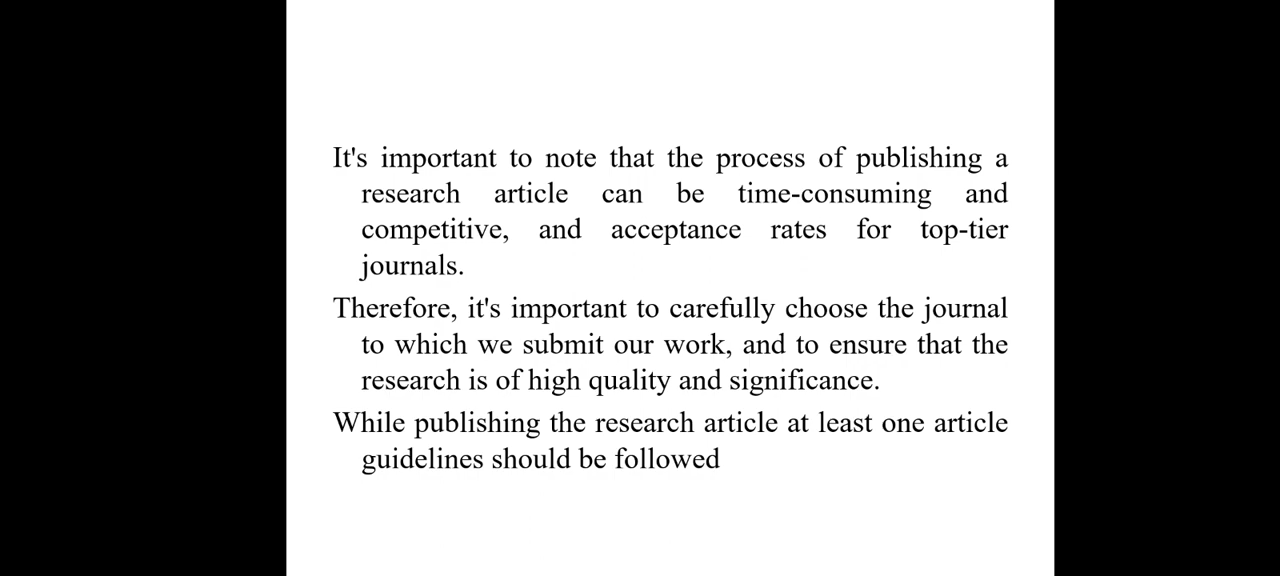 It's important to note that the process of publishing a
research article can be time-consuming and
competitive, and acceptance rates for top-tier
journals.
Therefore, it's important to carefully choose the journal
to which we submit our work, and to ensure that the
research is of high quality and significance.
While publishing the research article at least one article
guidelines should be followed